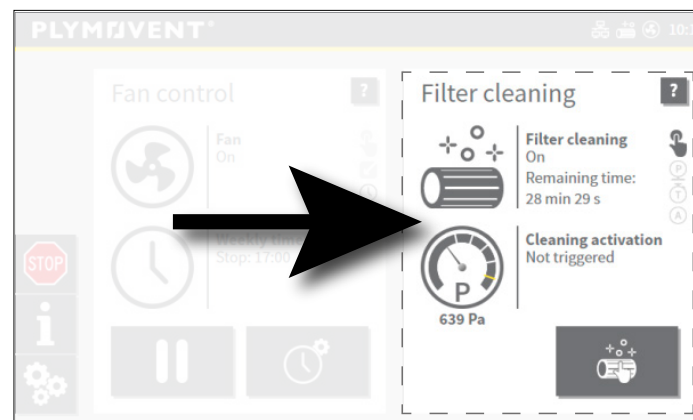 PLYMOVENT®
10:1
Fan control
?
Fan
On
Weekly tim
Stop: 17:00
STOP
i
Filter cleaning
?
Filter cleaning
On
Remaining time:
28 min 29 s
P
T
A
Cleaning activation
Not triggered
P
639 Pa